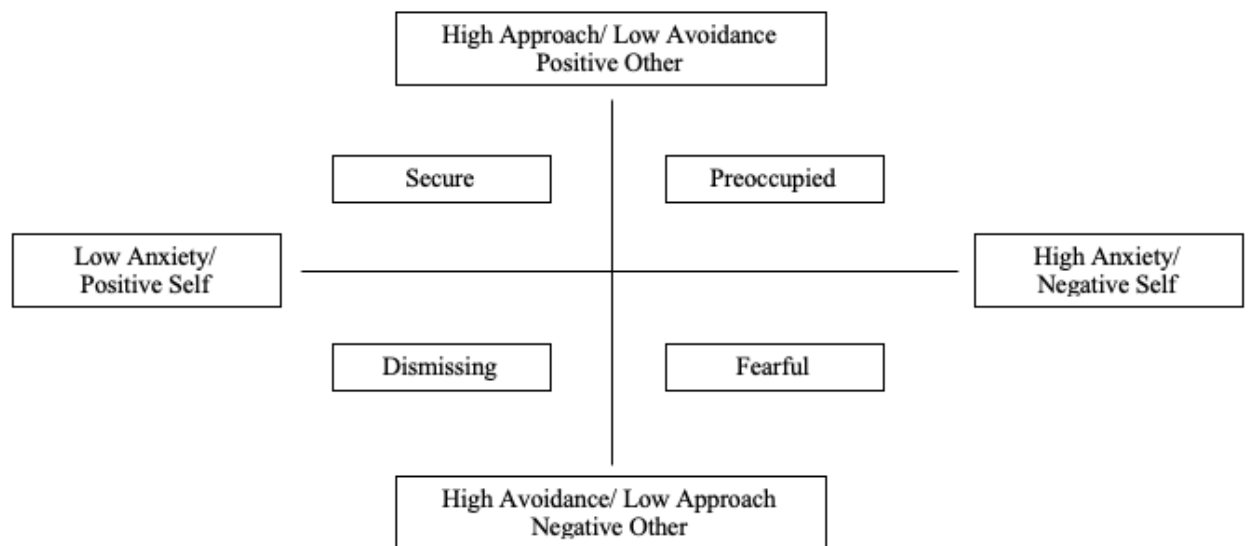 High Approach/ Low Avoidance
Positive Other
Secure
Preoccupied
Low Anxiety/
Positive Self
High Anxiety/
Negative Self
Dismissing
Fearful
High Avoidance/ Low Approach
Negative Other